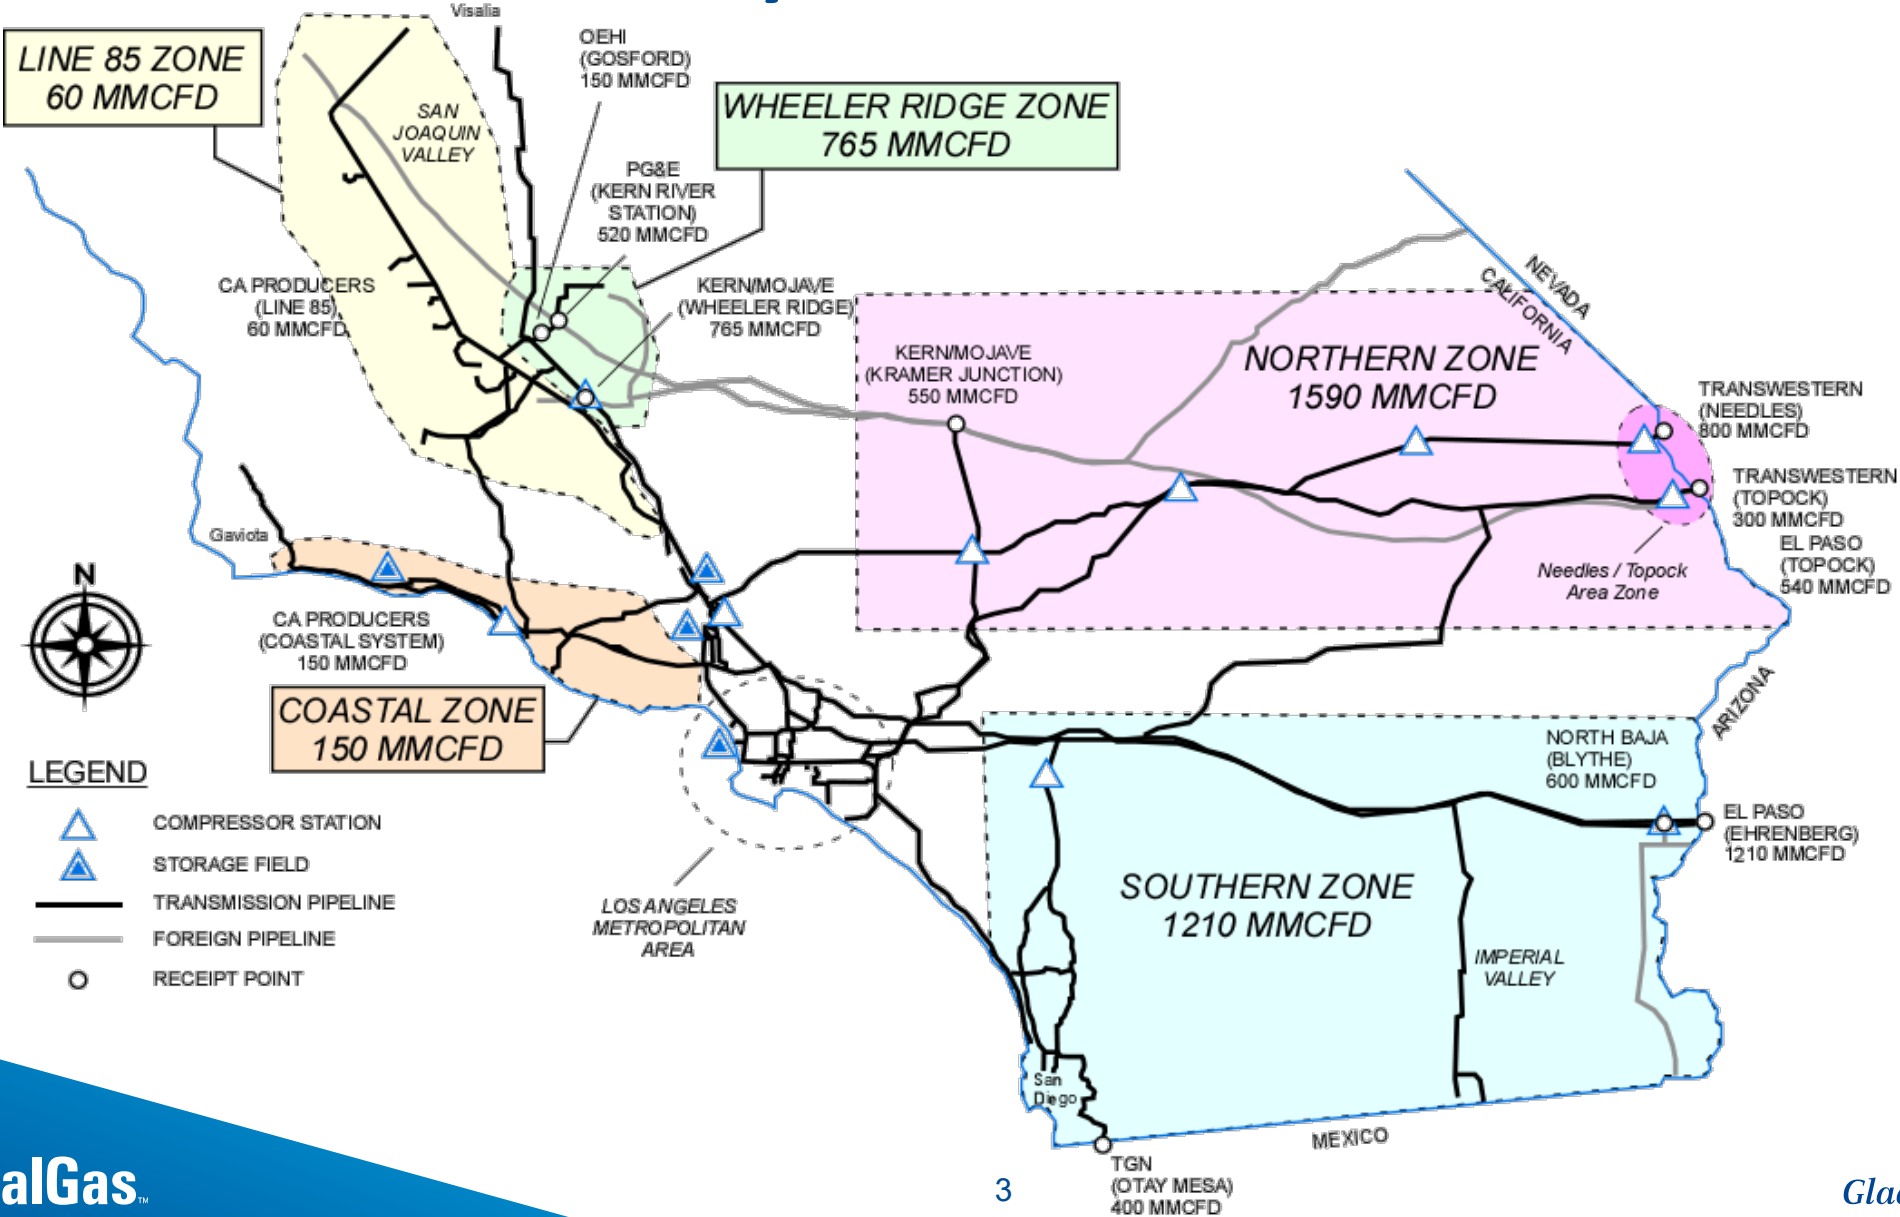 Visalia
LINE 85 ZONE
60 MMCFD
OEHI
(GOSFORD)
150 MMCFD
SAN
JOAQUIN
VALLEY
WHEELER RIDGE ZONE
765 MMCFD
PG&E
(KERN RIVER
STATION)
520 MMCFD
CA PRODUCERS
(LINE 85)
60 MMCFD
KERN/MOJAVE
(WHEELER RIDGE)
765 MMCFD
NEVADA
CALIFORNIA
KERN/MOJAVE
(KRAMER JUNCTION)
550 MMCFD
NORTHERN ZONE
1590 MMCFD
TRANSWESTERN
(NEEDLES)
800 MMCFD
TRANSWESTERN
(TOPOCK)
300 MMCFD
EL PASO
(TOPOCK)
540 MMCFD
Needles / Topock
Area Zone
Gaviota
N
CA PRODUCERS
(COASTAL SYSTEM)
150 MMCFD
COASTAL ZONE
150 MMCFD
ARIZONA
NORTH BAJA
(BLYTHE)
600 MMCFD
EL PASO
(EHRENBERG)
1210 MMCFD
LEGEND
COMPRESSOR STATION
STORAGE FIELD
TRANSMISSION PIPELINE
FOREIGN PIPELINE
RECEIPT POINT
LOS ANGELES
METROPOLITAN
AREA
SOUTHERN ZONE
1210 MMCFD
IMPERIAL
VALLEY
San
Diego
MEXICO
TGN
(OTAY MESA)
400 MMCFD
alGas™
3
Glad